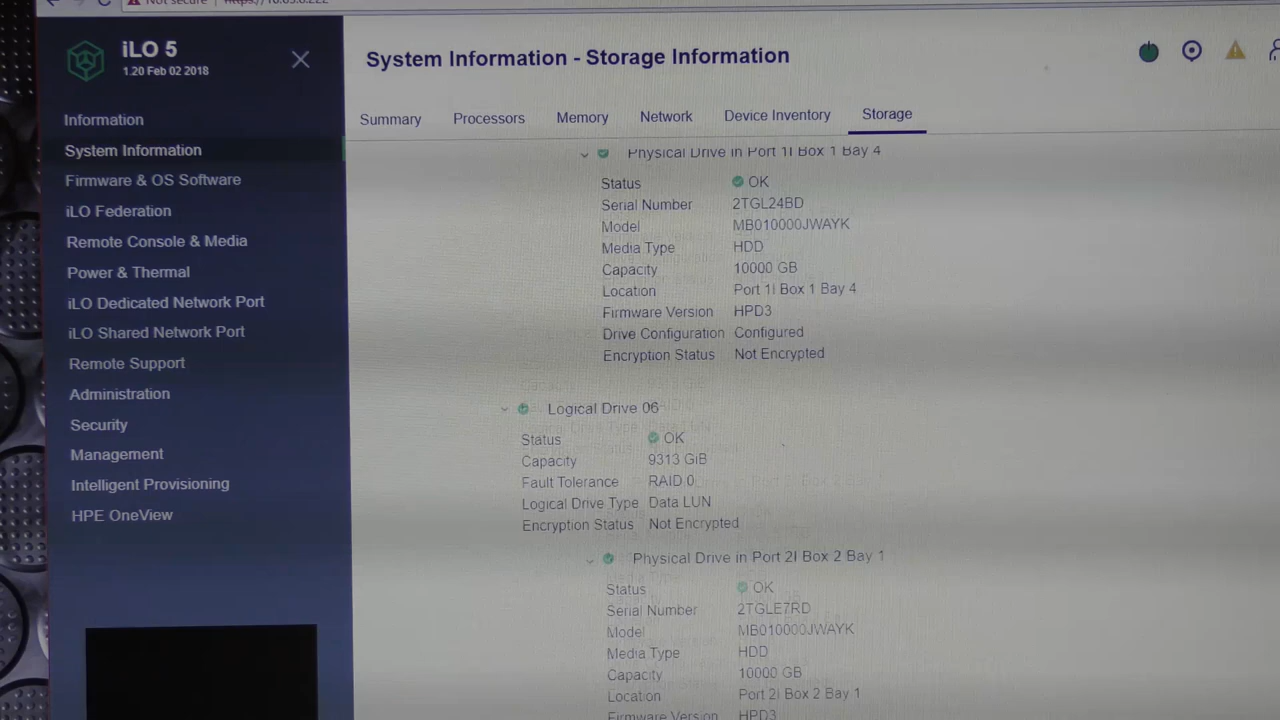 Not secure https://10.
iLO 5
1.20 Feb 02 2018
System Information - Storage Information
Information
System Information
Firmware & OS Software
iLO Federation
Remote Console & Media
Power & Thermal
iLO Dedicated Network Port
iLO Shared Network Port
Remote Support
Administration
Security
Management
Intelligent Provisioning
HPE OneView
Summary Processors Memory Network Device Inventory Storage
Physical Drive in Port 1I Box 1 Bay 4
Status OK
Serial Number 2TGL24BD
Model MB010000JWAYK
Media Type HDD
Capacity 10000 GB
Location Port 1I Box 1 Bay 4
Firmware Version HPD3
Drive Configuration Configured
Encryption Status Not Encrypted
Logical Drive 06
Status OK
Capacity 9313 GiB
Fault Tolerance RAID 0
Logical Drive Type Data LUN
Encryption Status Not Encrypted
Physical Drive in Port 2I Box 2 Bay 1
Status OK
Serial Number 2TGLE7RD
Model MB010000JWAYK
Media Type HDD
Capacity 10000 GB
Location Port 2I Box 2 Bay 1
Firmware Version HPD3